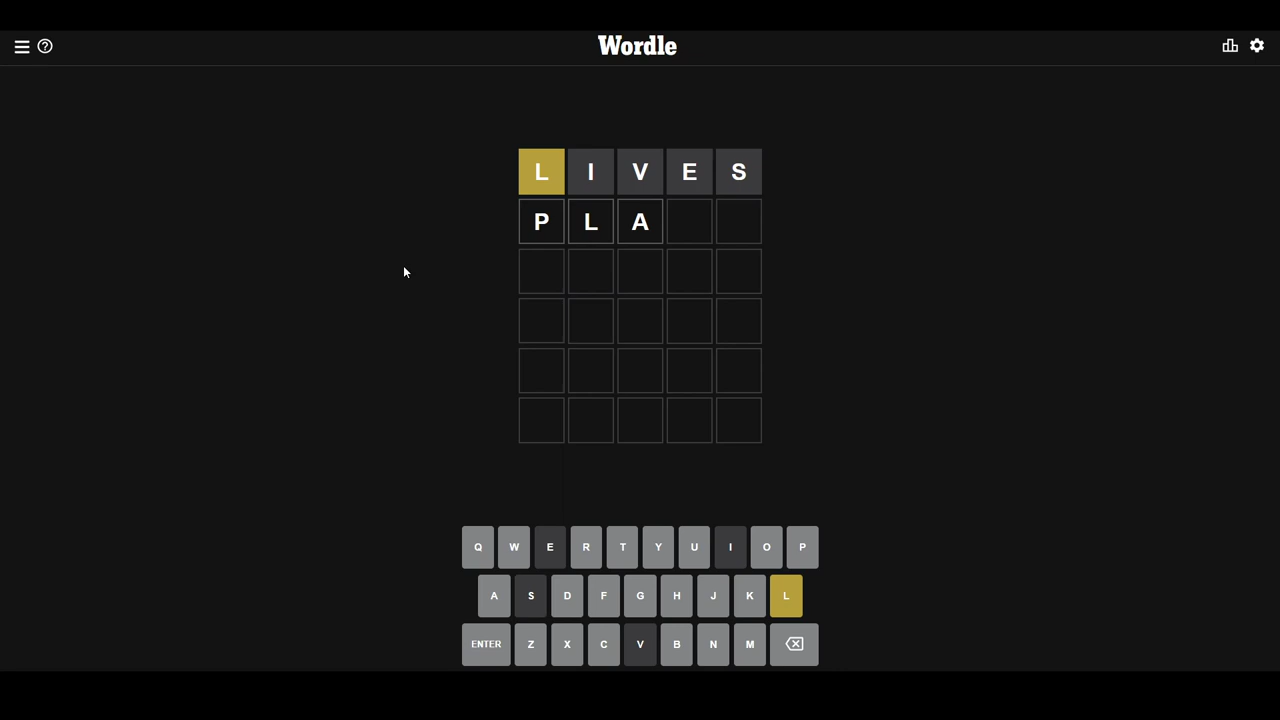 Wordle
L I V E S
P L A
Q W E R T Y U I O P
A S D F G H J K L
ENTER Z X C V B N M